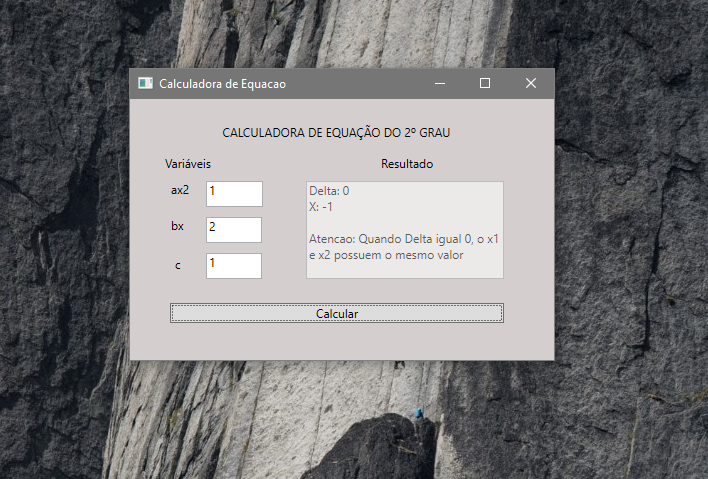 Calculadora de Equacao
CALCULADORA DE EQUAÇÃO DO 2º GRAU
Variáveis
Resultado
ax2 1
bx 2
c 1
Delta: 0
X: -1
Atencao: Quando Delta igual 0, o x1
e x2 possuem o mesmo valor
Calcular